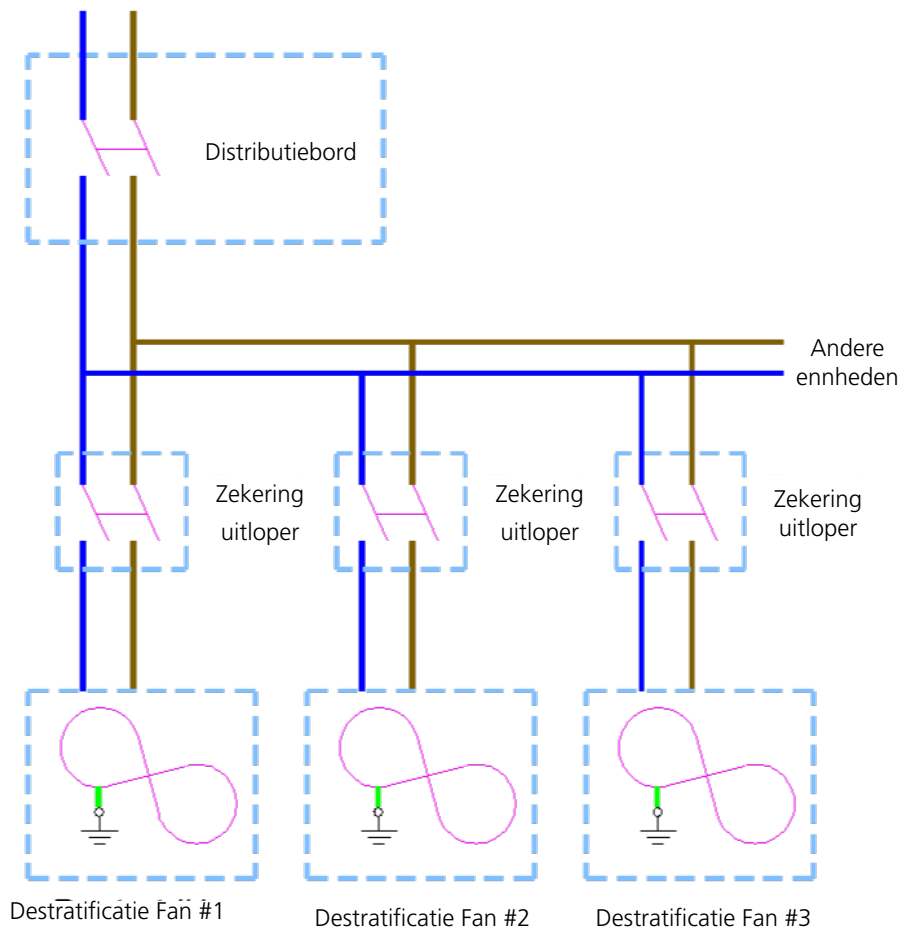 Distributiebord
Andere
ennheden
Zekering
uitloper
Zekering
uitloper
Zekering
uitloper
Destratificatie Fan #1
Destratificatie Fan #2
Destratificatie Fan #3